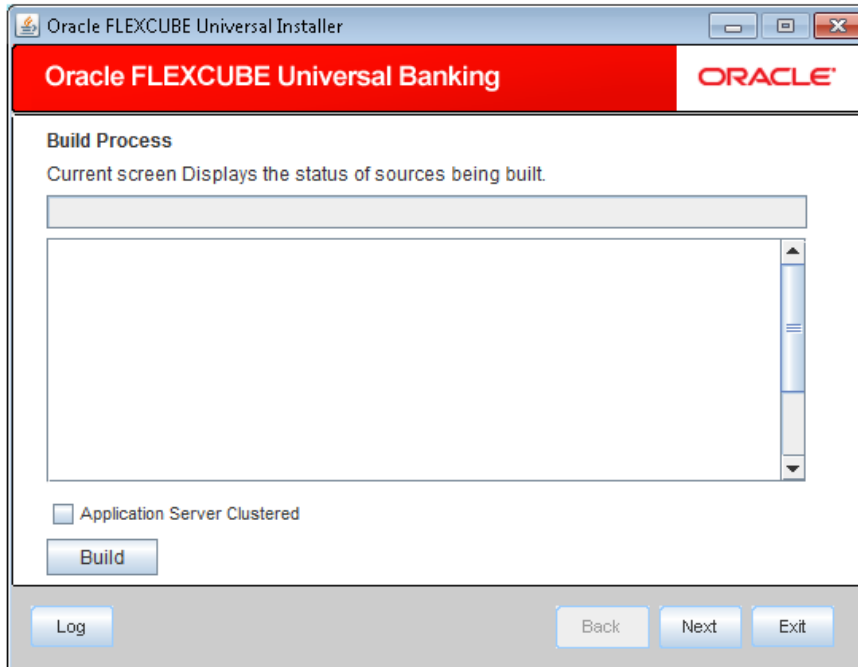 Oracle FLEXCUBE Universal Installer
Oracle FLEXCUBE Universal Banking
ORACLE
Build Process
Current screen Displays the status of sources being built.
Application Server Clustered
Build
Log
Back
Next
Exit